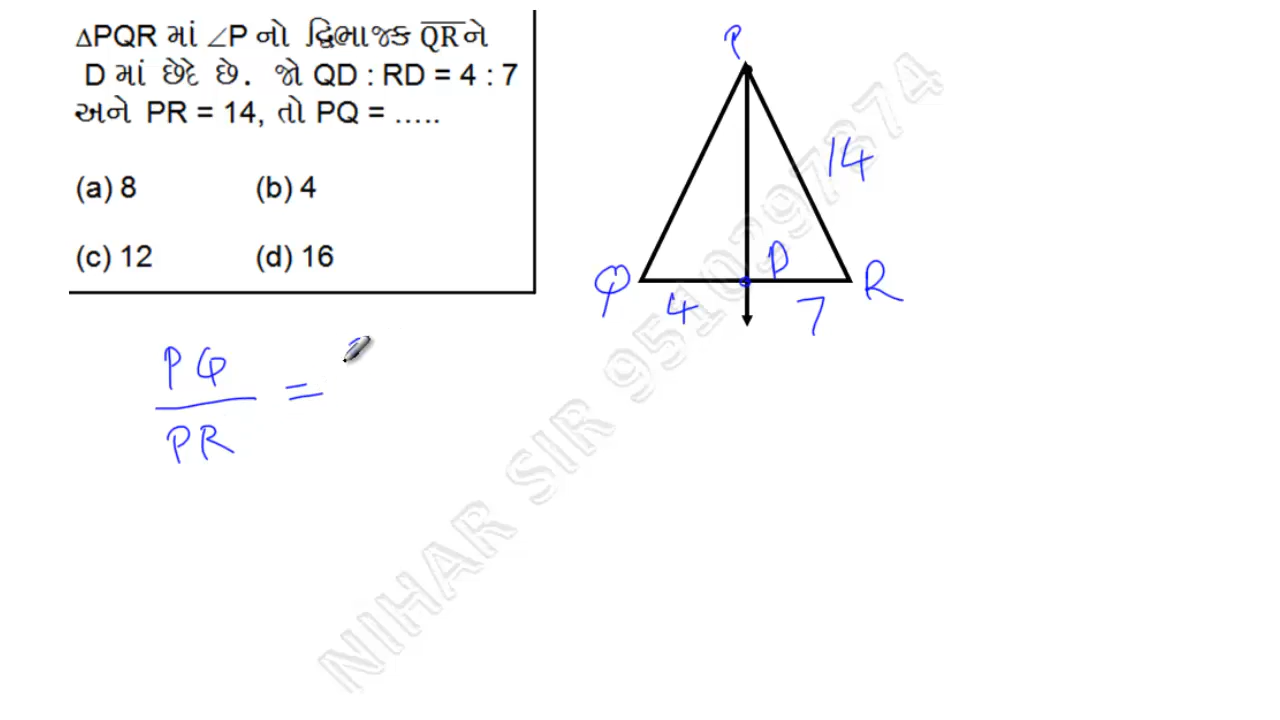 ΔPQR માં ∠P નો દ્વિભાજક QR ને
D માં છેદે છે. જો QD : RD = 4 : 7
અને PR = 14, તો PQ = .....
(a) 8 (b) 4
(c) 12 (d) 16
P
14
D
Q
R
4
7
PQ
=
PR
NIHAR SIR 9510397374